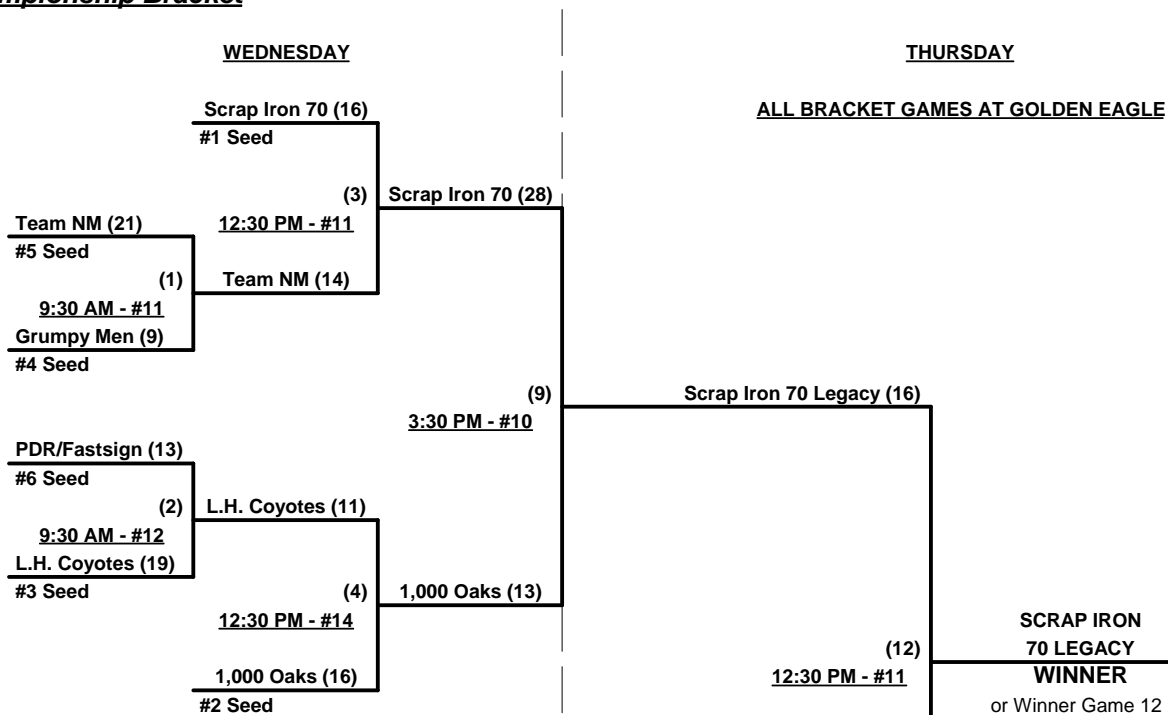 WEDNESDAY
THURSDAY
Scrap Iron 70 (16)
ALL BRACKET GAMES AT GOLDEN EAGLE
#1 Seed
(3)
Scrap Iron 70 (28)
Team NM (21)
12:30 PM - #11
#5 Seed
(1)
Team NM (14)
9:30 AM - #11
Grumpy Men (9)
#4 Seed
(9)
Scrap Iron 70 Legacy (16)
3:30 PM - #10
PDR/Fastsign (13)
#6 Seed
(2)
L.H. Coyotes (11)
9:30 AM - #12
L.H. Coyotes (19)
#3 Seed
(4)
1,000 Oaks (13)
12:30 PM - #14
SCRAP IRON
(12)
70 LEGACY
1,000 Oaks (16)
12:30 PM - #11
WINNER
#2 Seed
or Winner Game 12